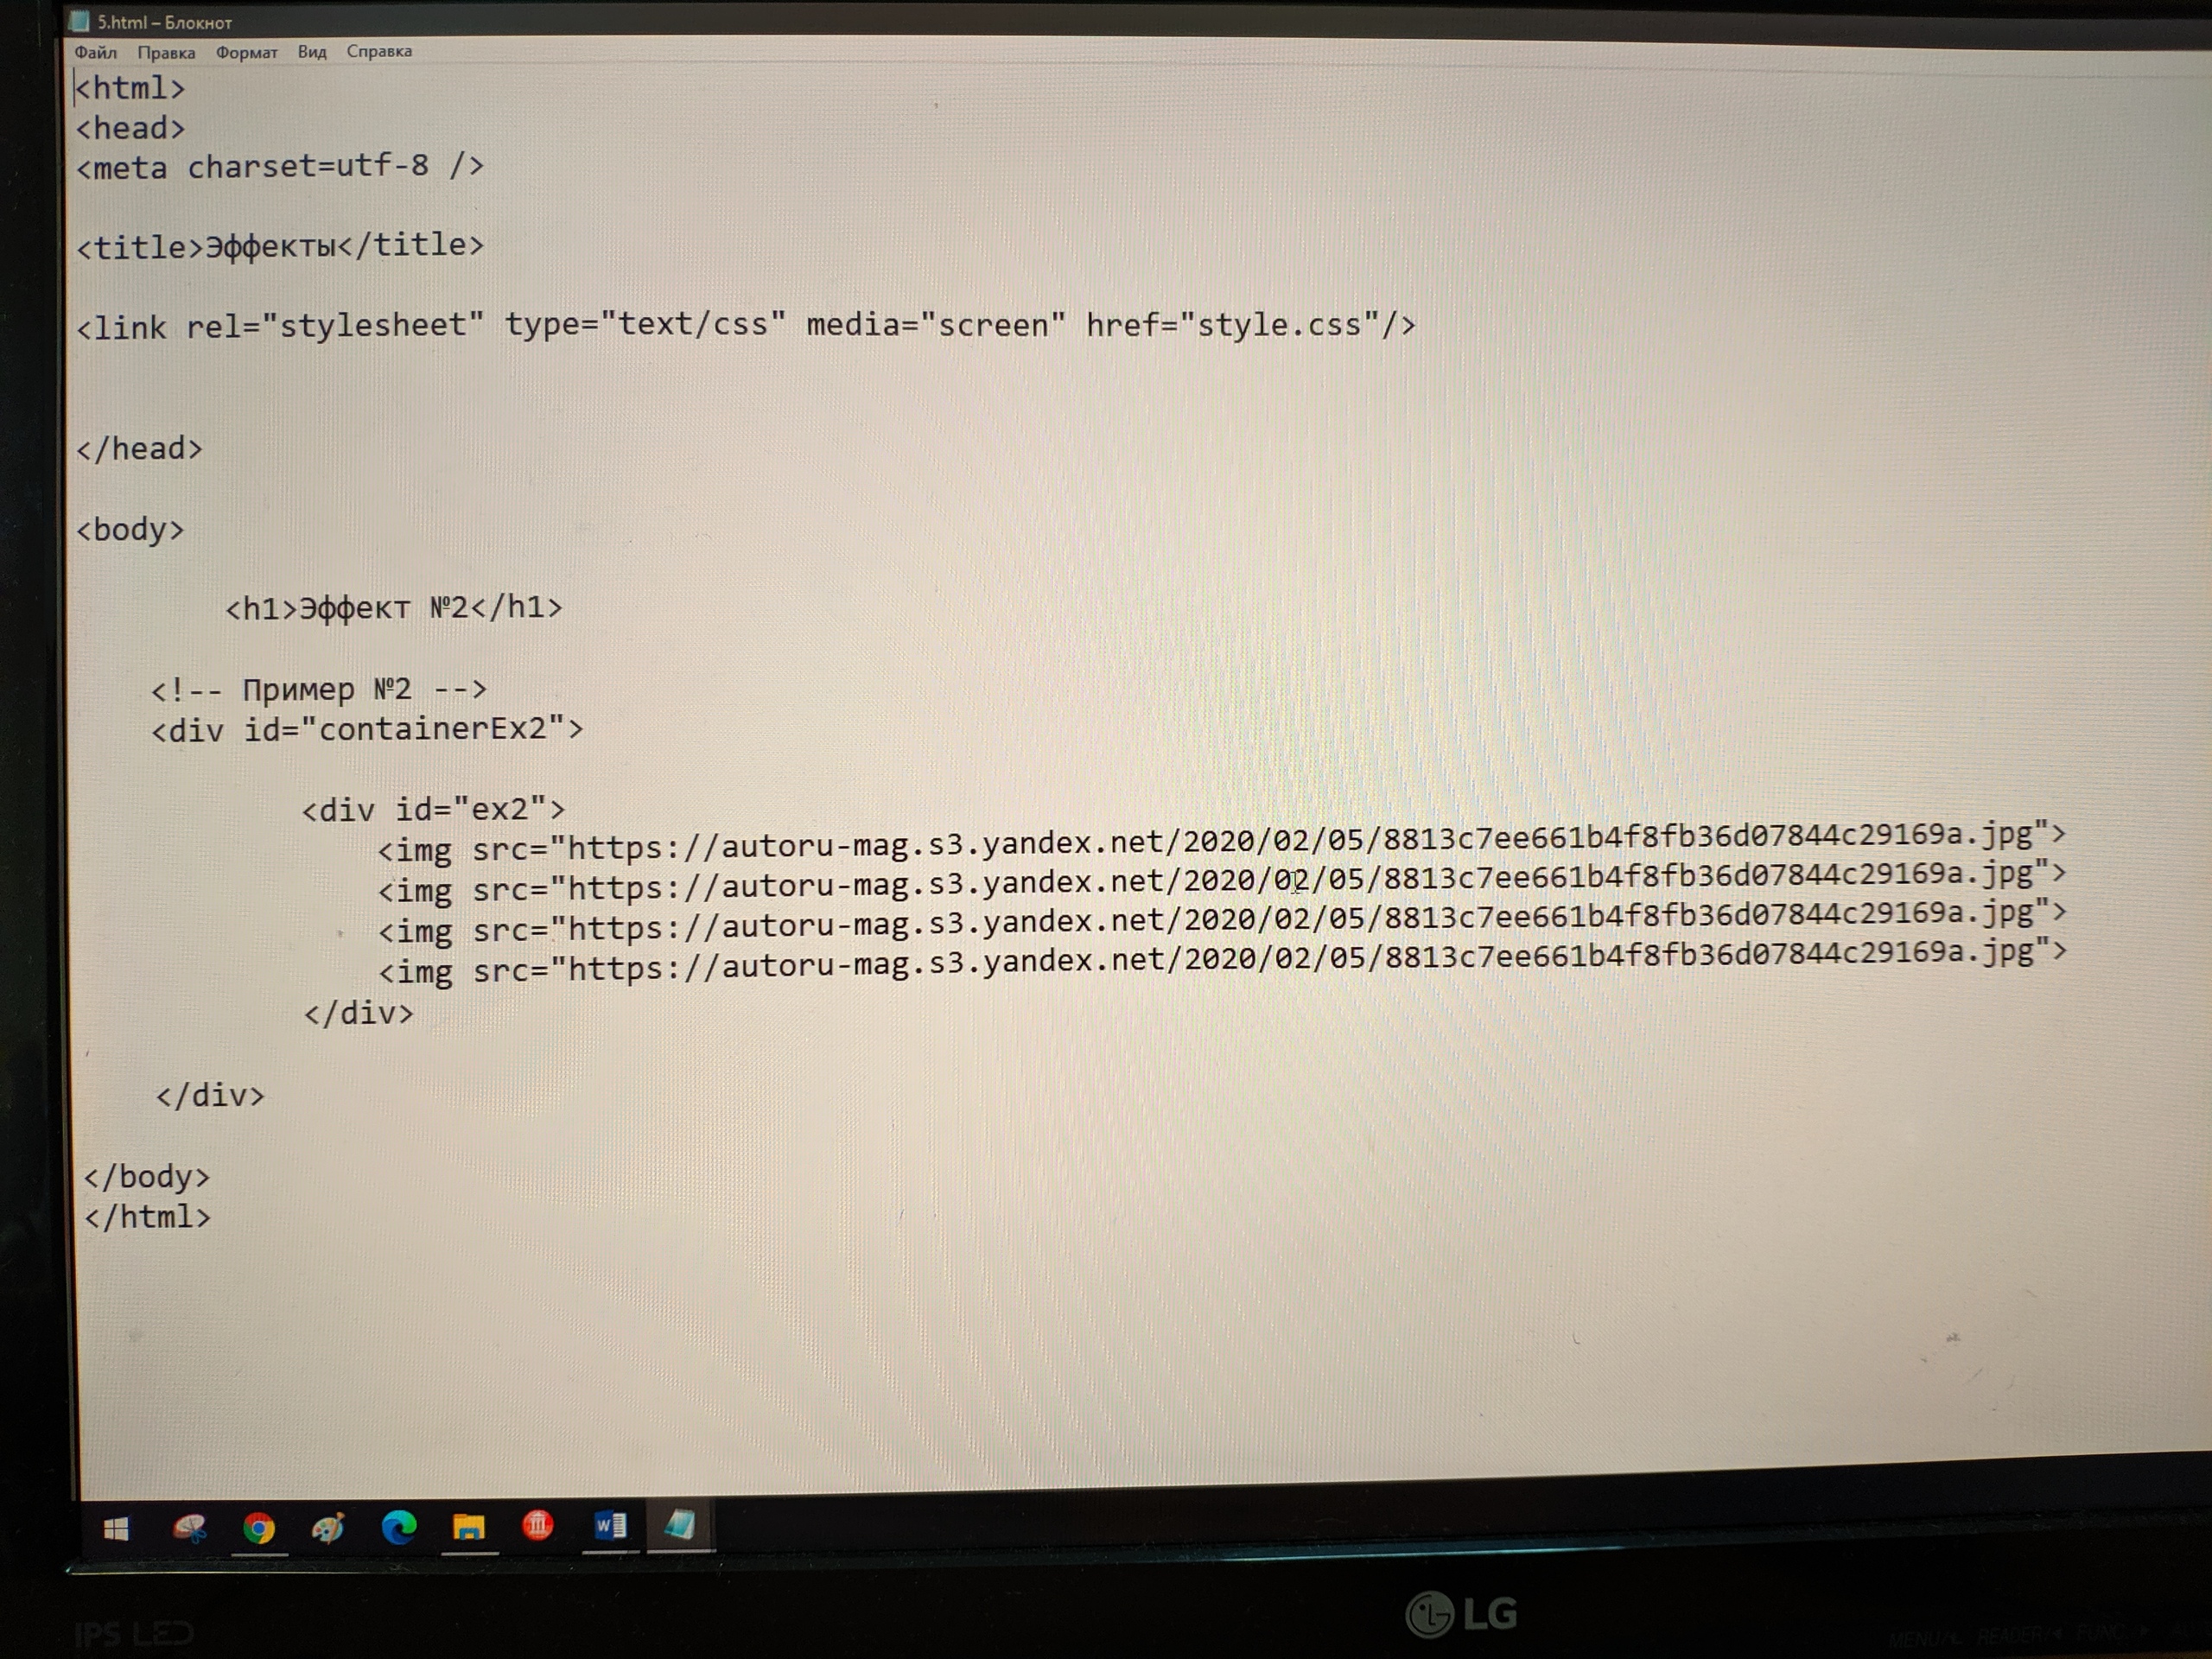 5.html – Блокнот
Файл Правка Формат Вид Справка
<html>
<head>
<meta charset=utf-8 />
<title>Эффекты</title>
<link rel="stylesheet" type="text/css" media="screen" href="style.css"/>
</head>
<body>
<h1>Эффект №2</h1>
<!-- Пример №2 -->
<div id="containerEx2">
<div id="ex2">
<img src="https://autoru-mag.s3.yandex.net/2020/02/05/8813c7ee661b4f8fb36d07844c29169a.jpg">
<img src="https://autoru-mag.s3.yandex.net/2020/02/05/8813c7ee661b4f8fb36d07844c29169a.jpg">
<img src="https://autoru-mag.s3.yandex.net/2020/02/05/8813c7ee661b4f8fb36d07844c29169a.jpg">
<img src="https://autoru-mag.s3.yandex.net/2020/02/05/8813c7ee661b4f8fb36d07844c29169a.jpg">
</div>
</div>
</body>
</html>
W
LG
IPS LED
MENU/ READER/ FUNC.